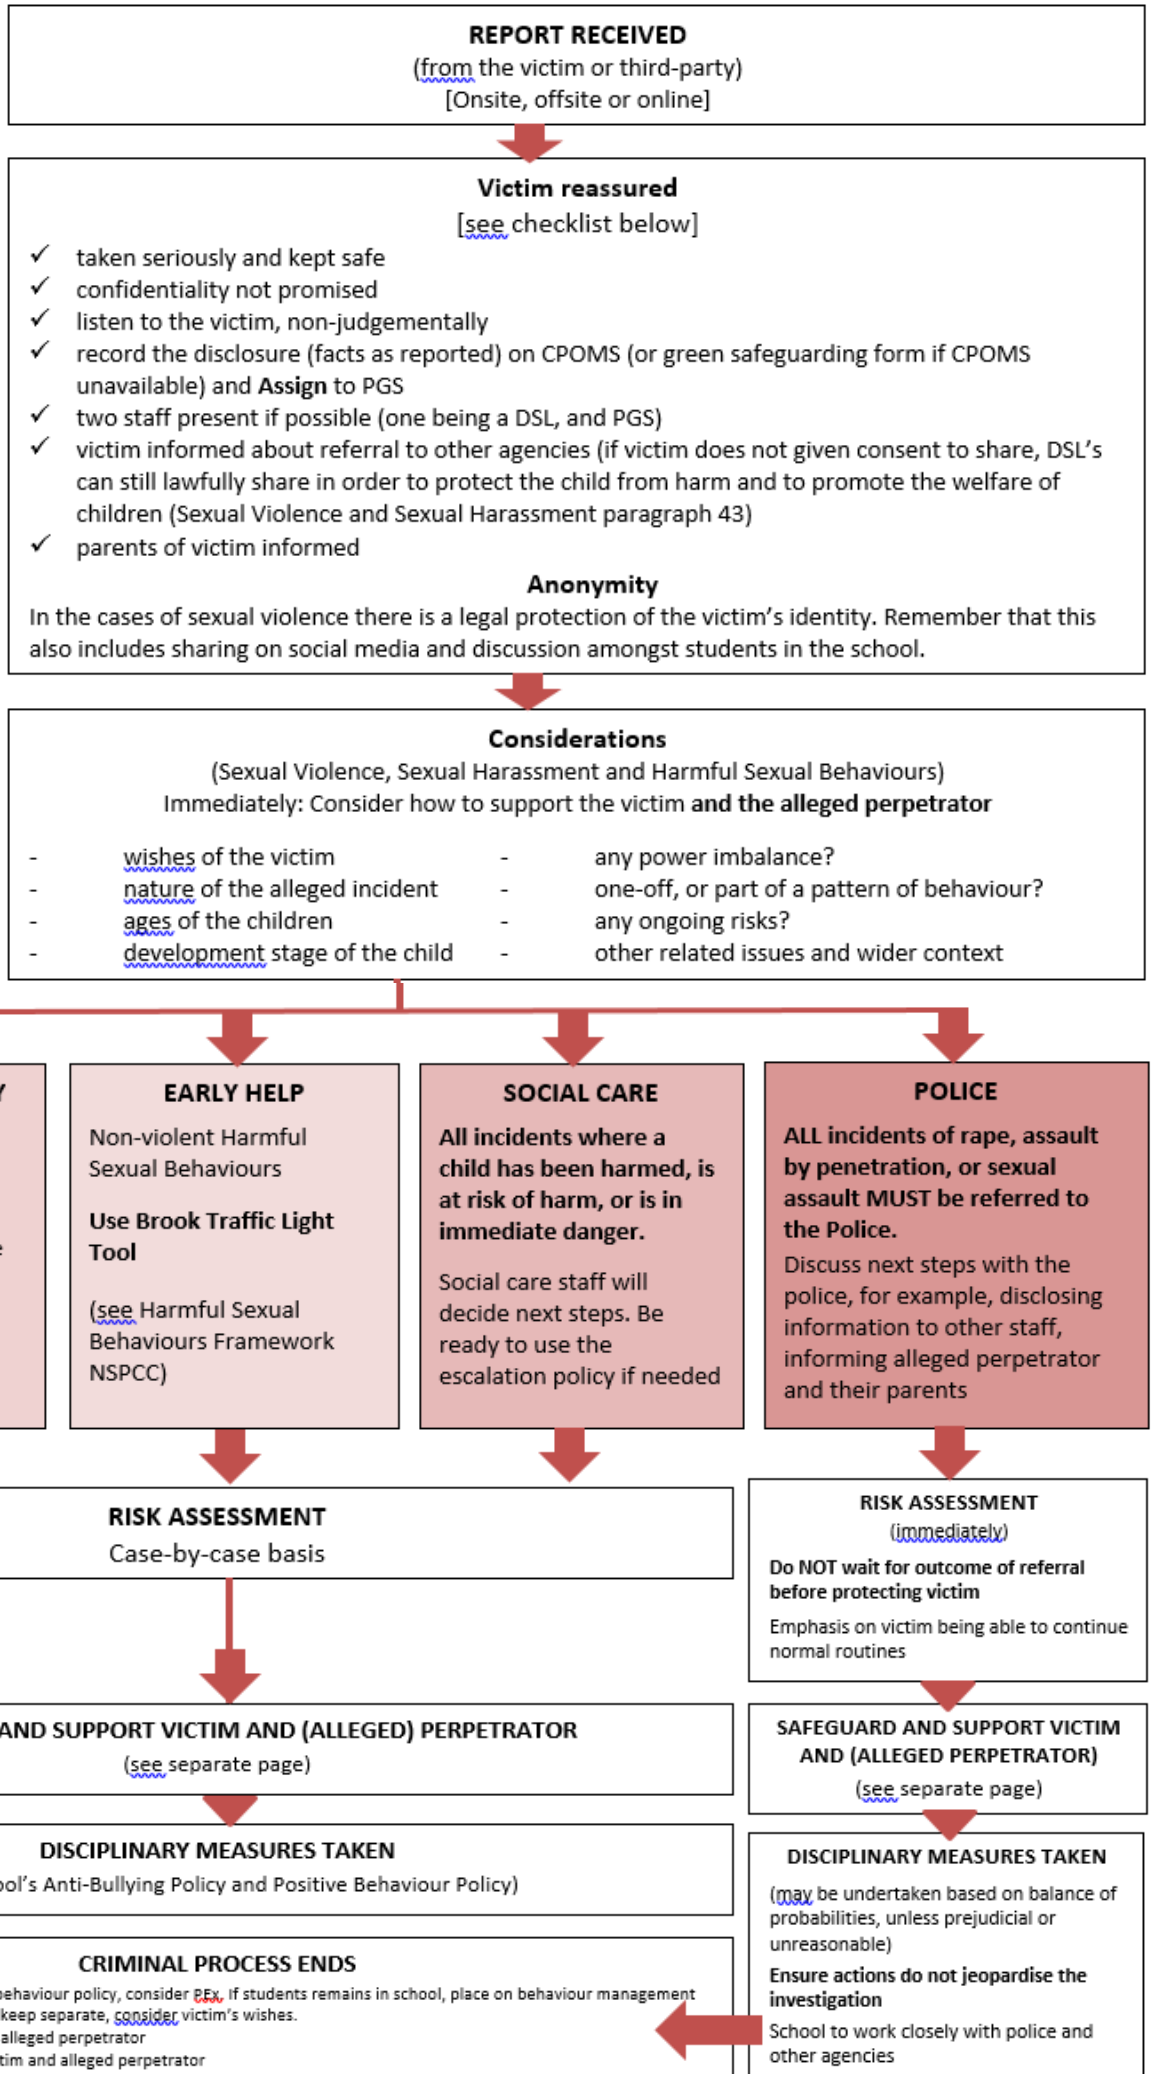 REPORT RECEIVED
(from the victim or third-party)
[Onsite, offsite or online]
Victim reassured
[see checklist below]
✓ taken seriously and kept safe
✓ confidentiality not promised
✓ listen to the victim, non-judgementally
✓ record the disclosure (facts as reported) on CPOMS (or green safeguarding form if CPOMS
unavailable) and Assign to PGS
✓ two staff present if possible (one being a DSL, and PGS)
✓ victim informed about referral to other agencies (if victim does not given consent to share, DSL's
can still lawfully share in order to protect the child from harm and to promote the welfare of
children (Sexual Violence and Sexual Harassment paragraph 43)
✓ parents of victim informed
Anonymity
In the cases of sexual violence there is a legal protection of the victim's identity. Remember that this
also includes sharing on social media and discussion amongst students in the school.
Considerations
(Sexual Violence, Sexual Harassment and Harmful Sexual Behaviours)
Immediately: Consider how to support the victim and the alleged perpetrator
- wishes of the victim
- nature of the alleged incident
- ages of the children
- development stage of the child
- any power imbalance?
- one-off, or part of a pattern of behaviour?
- any ongoing risks?
- other related issues and wider context
Y
e
EARLY HELP
Non-violent Harmful
Sexual Behaviours
Use Brook Traffic Light
Tool
(see Harmful Sexual
Behaviours Framework
NSPCC)
SOCIAL CARE
All incidents where a
child has been harmed, is
at risk of harm, or is in
immediate danger.
Social care staff will
decide next steps. Be
ready to use the
escalation policy if needed
POLICE
ALL incidents of rape, assault
by penetration, or sexual
assault MUST be referred to
the Police.
Discuss next steps with the
police, for example, disclosing
information to other staff,
informing alleged perpetrator
and their parents
RISK ASSESSMENT
Case-by-case basis
AND SUPPORT VICTIM AND (ALLEGED) PERPETRATOR
(see separate page)
DISCIPLINARY MEASURES TAKEN
ool's Anti-Bullying Policy and Positive Behaviour Policy)
CRIMINAL PROCESS ENDS
behaviour policy, consider PEx. If students remains in school, place on behaviour management
keep separate, consider victim's wishes.
alleged perpetrator
tim and alleged perpetrator
RISK ASSESSMENT
(immediately)
Do NOT wait for outcome of referral
before protecting victim
Emphasis on victim being able to continue
normal routines
SAFEGUARD AND SUPPORT VICTIM
AND (ALLEGED PERPETRATOR)
(see separate page)
DISCIPLINARY MEASURES TAKEN
(may be undertaken based on balance of
probabilities, unless prejudicial or
unreasonable)
Ensure actions do not jeopardise the
investigation
School to work closely with police and
other agencies